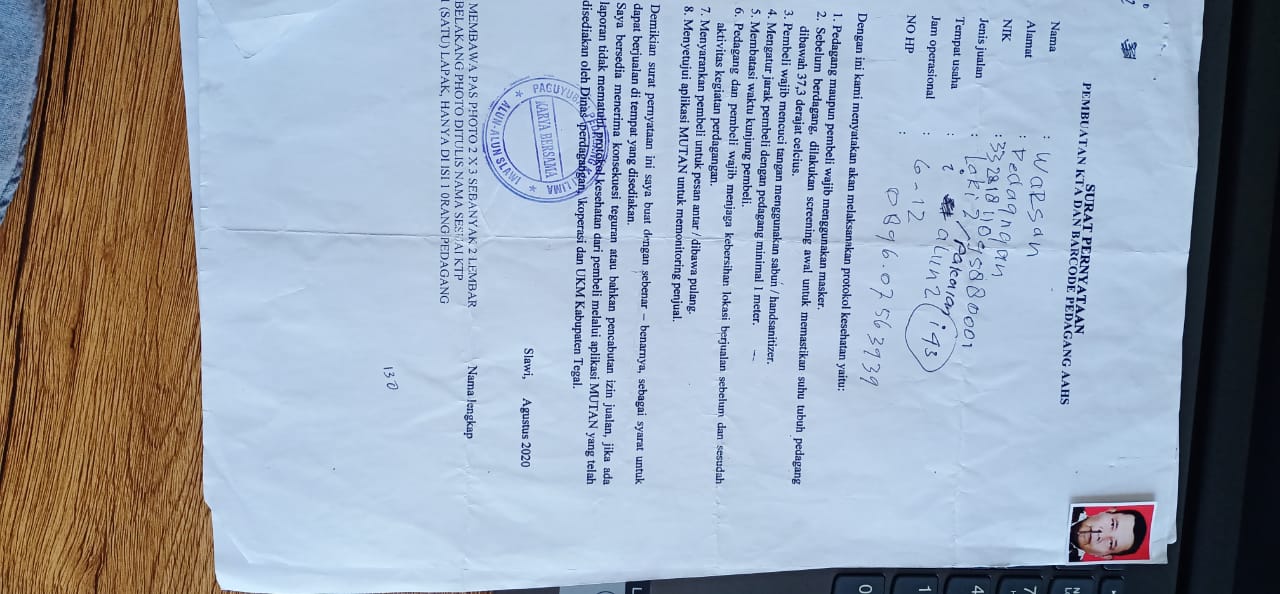 SURAT PERNYATAAN
PEMBUATAN KTA DAN BARCODE PEDAGANG AAHS
Nama : Warsan
Alamat : Pedagngan
NIK :
Jenis jualan : Laki2 / Pakaian
Tempat usaha : alun2 193
Jam operasional : 6-12
NO HP : 089607563939
Dengan ini kami menyatakan akan melaksanakan protokol kesehatan yaitu:
1. Pedagang maupun pembeli wajib menggunakan masker.
2. Sebelum berdagang, dilakukan screening awal untuk memastikan suhu tubuh pedagang
dibawah 37,3 derajat celcius.
3. Pembeli wajib mencuci tangan menggunakan sabun / handsanitizer.
4. Mengatur jarak pembeli dengan pedagang minimal 1 meter.
5. Membatasi waktu kunjung pembeli.
6. Pedagang dan pembeli wajib menjaga kebersihan lokasi berjualan sebelum dan sesudah
aktivitas kegiatan perdagangan.
7. Menyarankan pembeli untuk pesan antar / dibawa pulang.
8. Menyetujui aplikasi MUTAN untuk memonitoring penjual.
Demikian surat pernyataan ini saya buat dengan sebenar – benarnya, sebagai syarat untuk
dapat berjualan di tempat yang disediakan.
Saya bersedia menerima konsekuesi teguran atau bahkan pencabutan izin jualan, jika ada
laporan tidak mematuhi protokol kesehatan dari pembeli melalui aplikasi MUTAN yang telah
disediakan oleh Dinas perdagangan, koperasi dan UKM Kabupaten Tegal.
Slawi, Agustus 2020
KARYA BERSAMA
ALUN-ALUN SLAWI
Nama lengkap
MEMBAWA PAS PHOTO 2 X 3 SEBANYAK 2 LEMBAR
BELAKANG PHOTO DITULIS NAMA SESUAI KTP
1 (SATU) LAPAK, HANYA DI ISI 1 ORANG PEDAGANG
130